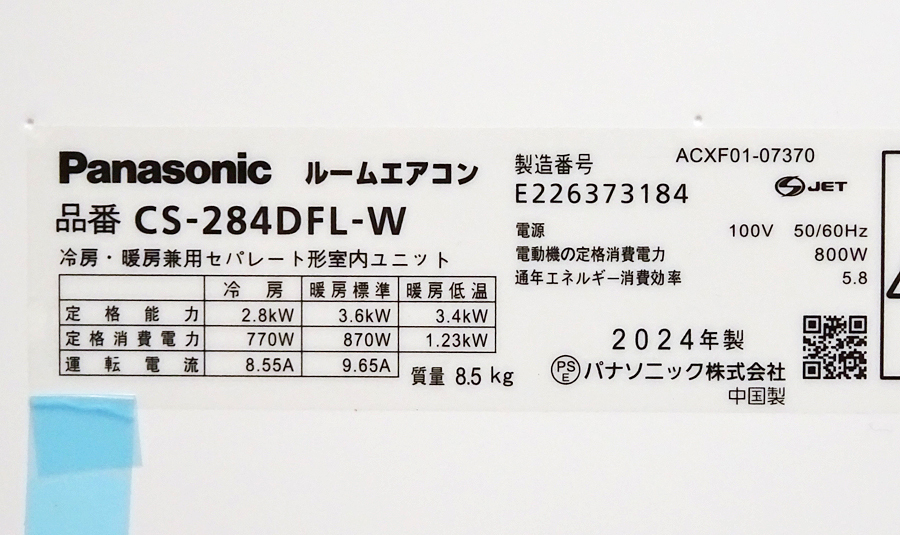 Panasonic ルームエアコン
品番 CS-284DFL-W
冷房・暖房兼用セパレート形室内ユニット
冷房 暖房標準 暖房低温
定格能力 2.8kW 3.6kW 3.4kW
定格消費電力 770W 870W 1.23kW
運転電流 8.55A 9.65A
質量 8.5 kg
製造番号 ACXF01-07370
E226373184
JET
電源 100V 50/60Hz
電動機の定格消費電力 800W
通年エネルギー消費効率 5.8
2024年製
PSE パナソニック株式会社
中国製